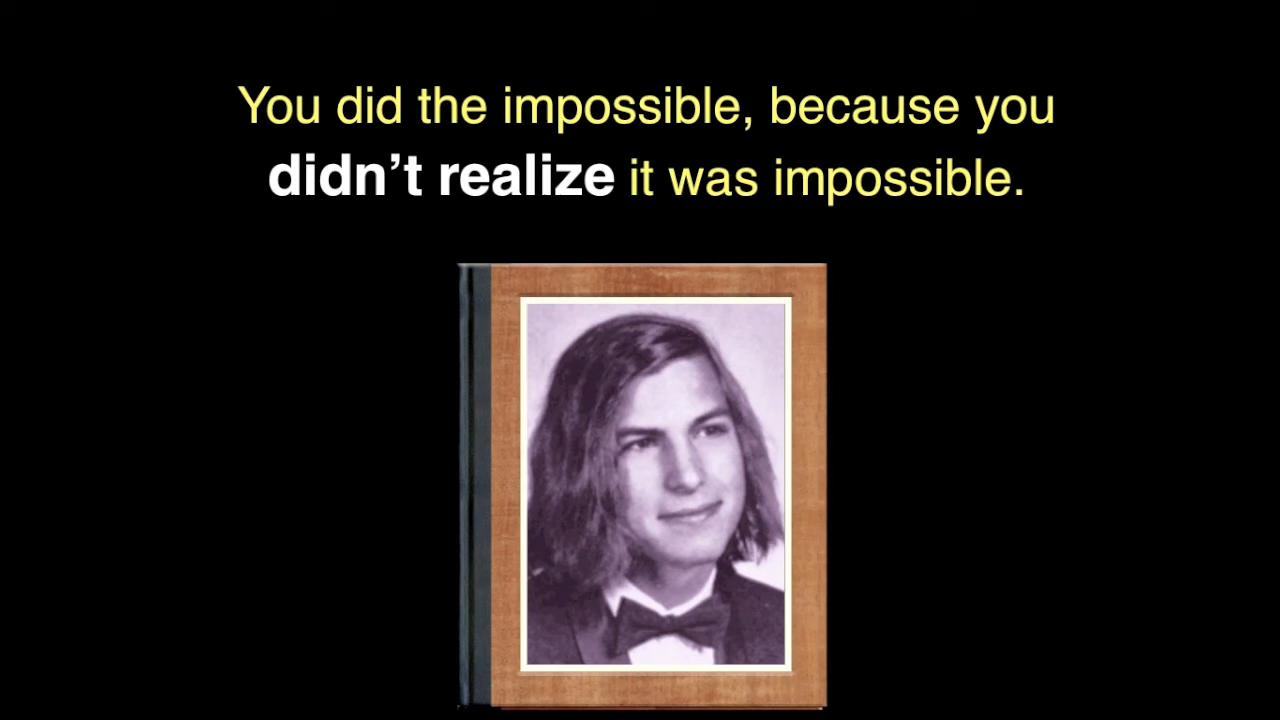 You did the impossible, because you
didn’t realize it was impossible.